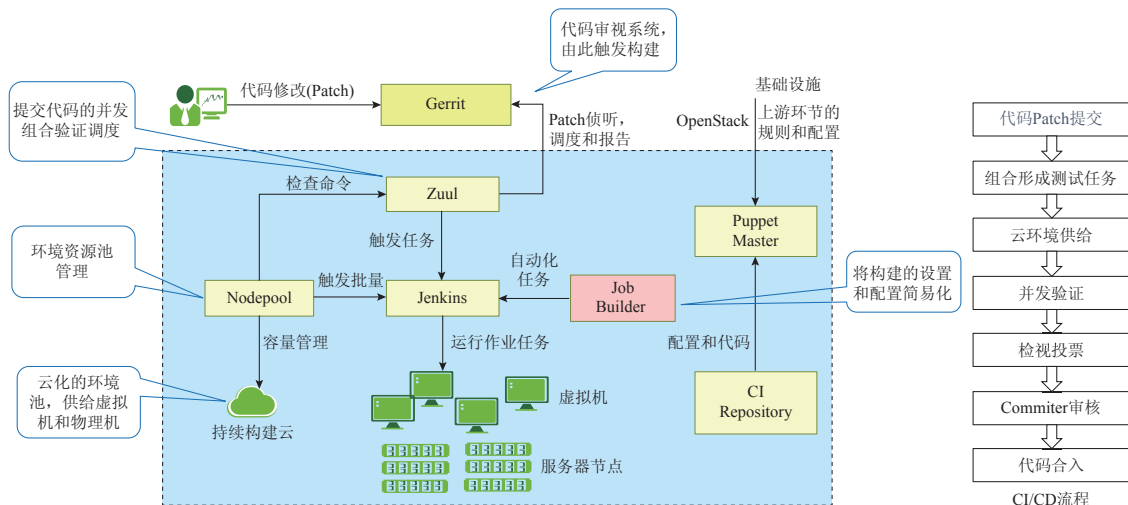 代码审视系统，
由此触发构建
代码修改(Patch)
Gerrit
提交代码的并发
组合验证调度
Patch侦听，
调度和报告
基础设施
OpenStack
上游环节的
规则和配置
检查命令
Zuul
触发任务
Puppet
Master
环境资源池
管理
Nodepool
触发批量
Jenkins
自动化
任务
Job
Builder
将构建的设置
和配置简易化
容量管理
运行作业任务
配置和代码
云化的环境
池，供给虚拟
机和物理机
持续构建云
虚拟机
CI
Repository
服务器节点
代码Patch提交
组合形成测试任务
云环境供给
并发验证
检视投票
Commiter审核
代码合入
CI/CD流程